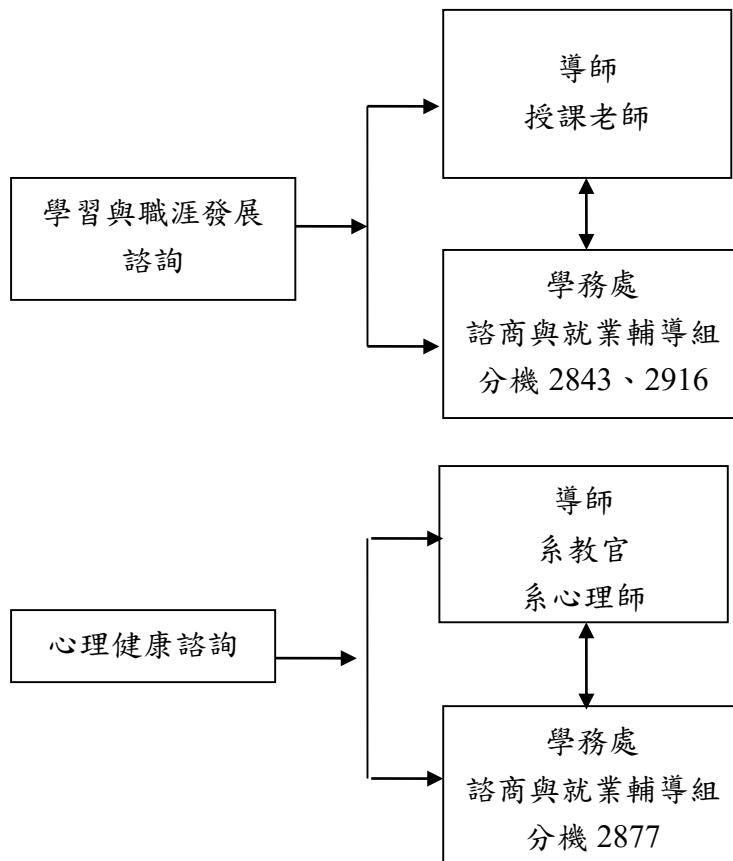 學習與職涯發展
諮詢
導師
授課老師
學務處
諮商與就業輔導組
分機 2843、2916
心理健康諮詢
導師
系教官
系心理師
學務處
諮商與就業輔導組
分機 2877